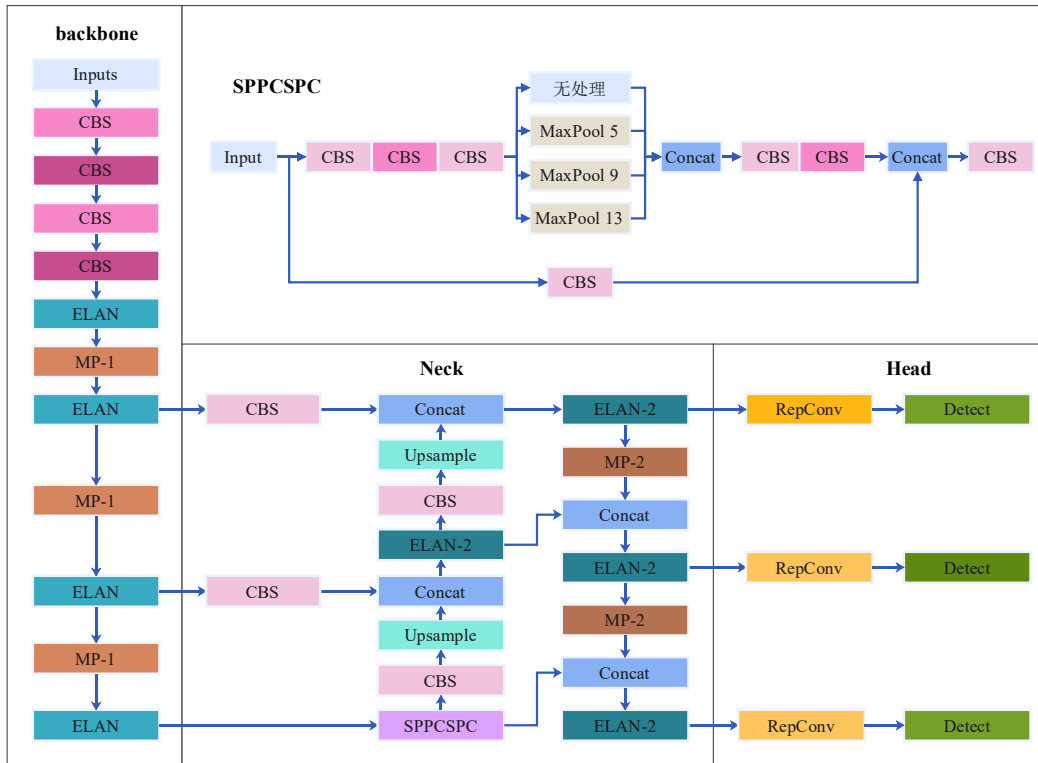 backbone
Inputs
CBS
CBS
CBS
CBS
ELAN
MP-1
ELAN
MP-1
ELAN
MP-1
ELAN
SPPCSPC
Input
CBS
CBS
CBS
无处理
MaxPool 5
MaxPool 9
MaxPool 13
Concat
CBS
CBS
Concat
CBS
CBS
Neck
CBS
Concat
ELAN-2
Upsample
MP-2
CBS
Concat
ELAN-2
ELAN-2
CBS
Concat
MP-2
Upsample
Concat
CBS
SPPCSPC
ELAN-2
Head
RepConv
Detect
RepConv
Detect
RepConv
Detect